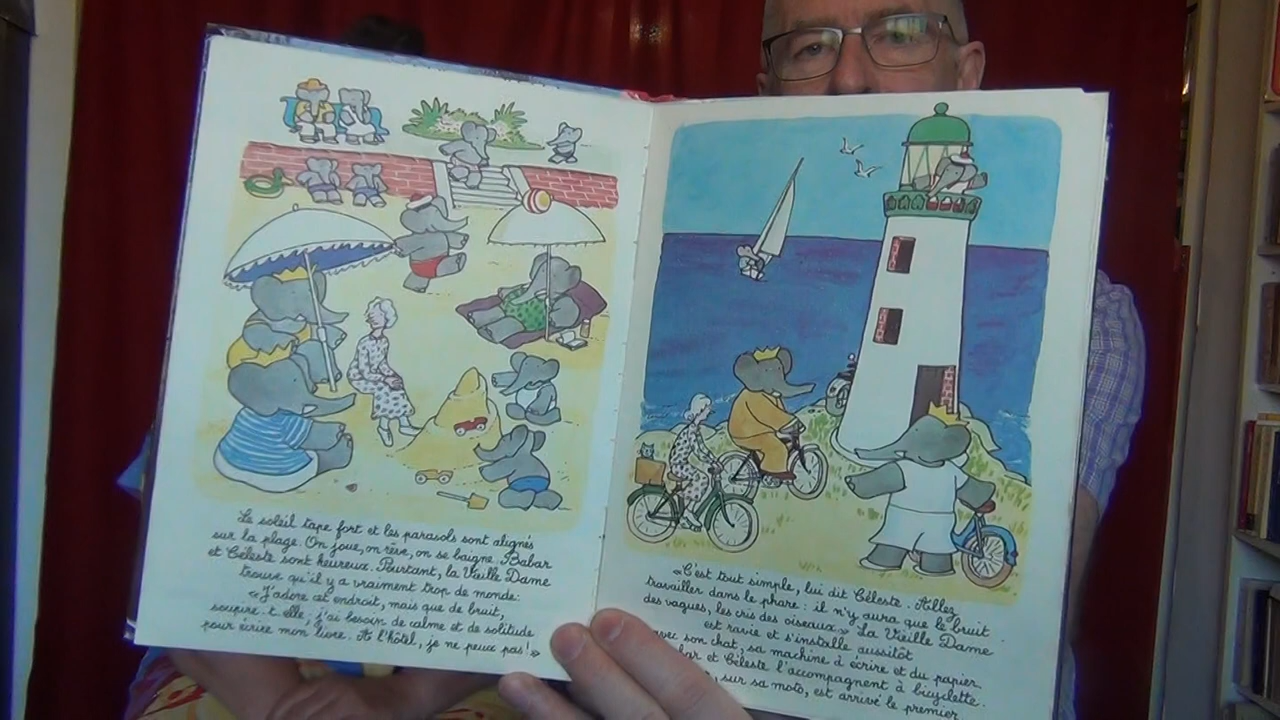 Le soleil tape fort et les parasols sont alignés
sur la plage. On joue, on rêve, on se baigne. Babar
et Céleste sont heureux. Pourtant, la Vieille Dame
trouve qu'il y a vraiment trop de monde:
«J'adore cet endroit, mais que de bruit,
soupire-t-elle; j'ai besoin de calme et de solitude
pour écrire mon livre. A l'hôtel, je ne peux pas!»
«C'est tout simple, lui dit Céleste. Allez
travailler dans le phare: il n'y aura que le bruit
des vagues, les cris des oiseaux.» La Vieille Dame
est ravie et s'installe aussitôt,
avec son chat, sa machine à écrire et du papier
et Céleste l'accompagnent à bicyclette.
, sur sa moto, est arrivé le premier